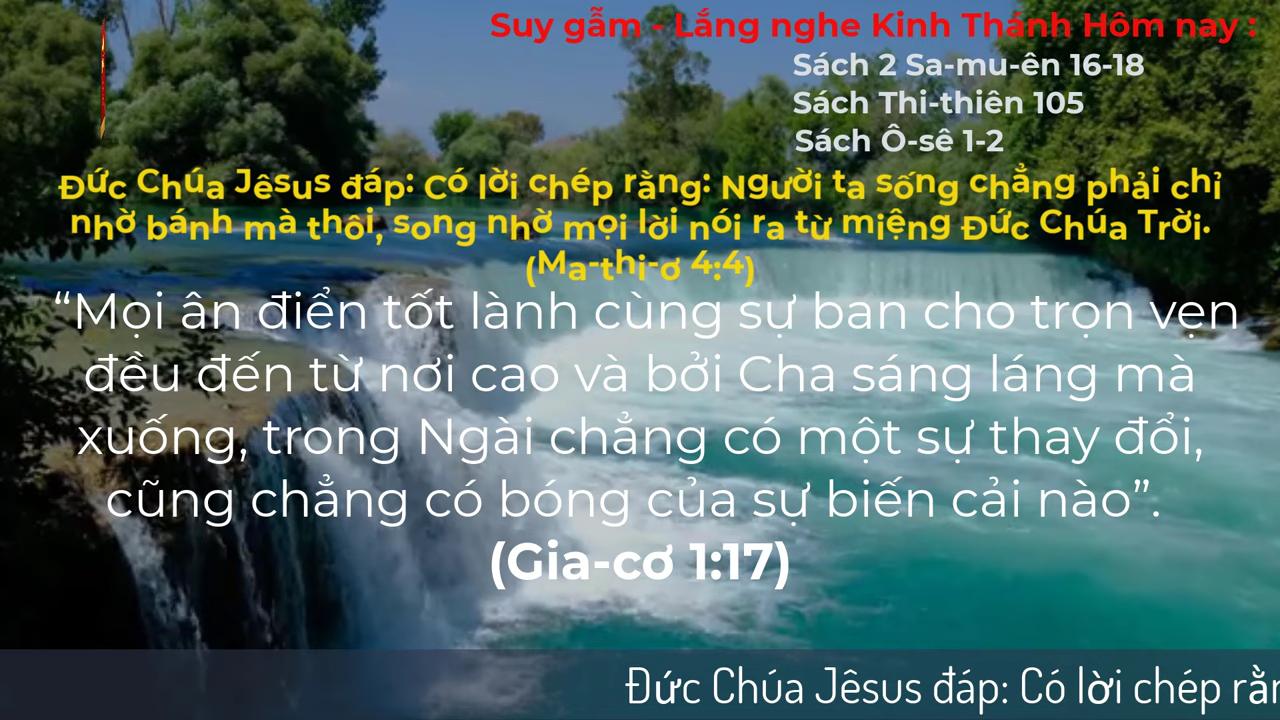 Suy gẫm - Lắng nghe Kinh Thánh Hôm nay :
Sách 2 Sa-mu-ên 16-18
Sách Thi-thiên 105
Sách Ô-sê 1-2
Đức Chúa Jêsus đáp: Có lời chép rằng: Người ta sống chẳng phải chỉ
nhờ bánh mà thôi, song nhờ mọi lời nói ra từ miệng Đức Chúa Trời.
(Ma-thi-ơ 4:4)
“Mọi ân điển tốt lành cùng sự ban cho trọn vẹn
đều đến từ nơi cao và bởi Cha sáng láng mà
xuống, trong Ngài chẳng có một sự thay đổi,
cũng chẳng có bóng của sự biến cải nào”.
(Gia-cơ 1:17)
Đức Chúa Jêsus đáp: Có lời chép